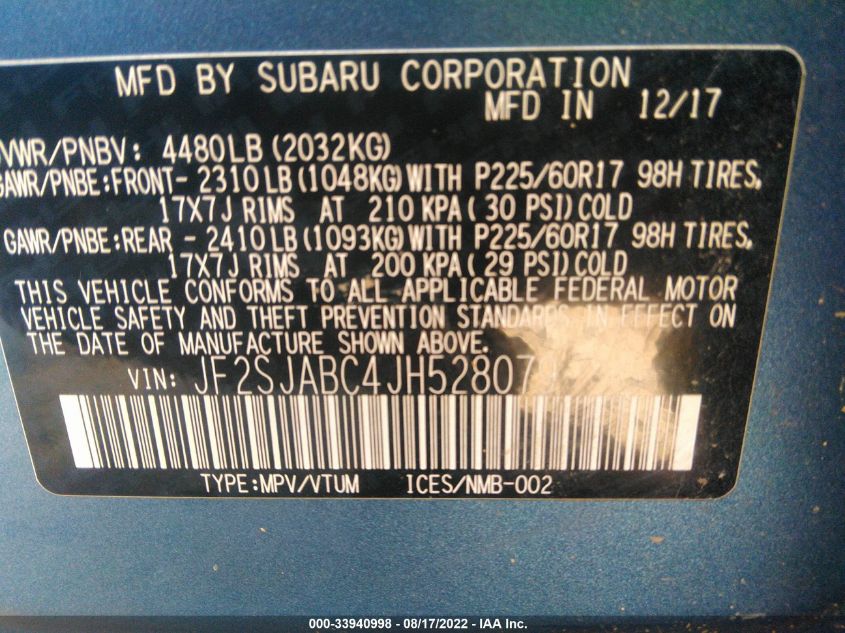 MFD BY SUBARU CORPORATION
MFD IN 12/17
VWR/PNBV: 4480LB (2032KG)
GAWR/PNBE:FRONT- 2310 LB (1048KG) WITH P225/60R17 98H TIRES,
17X7J RIMS AT 210 KPA ( 30 PSI) COLD
GAWR/PNBE:REAR - 2410 LB (1093KG) WITH P225/60R17 98H TIRES,
17X7J RIMS AT 200 KPA ( 29 PSI) COLD
THIS VEHICLE CONFORMS TO ALL APPLICABLE FEDERAL MOTOR
VEHICLE SAFETY AND THEFT PREVENTION STANDARDS IN EFFECT ON
THE DATE OF MANUFACTURE SHOWN ABOVE.
VIN:
TYPE:MPV/VTUM ICES/NMB-002
000-33940998 - 08/17/2022 - IAA Inc.